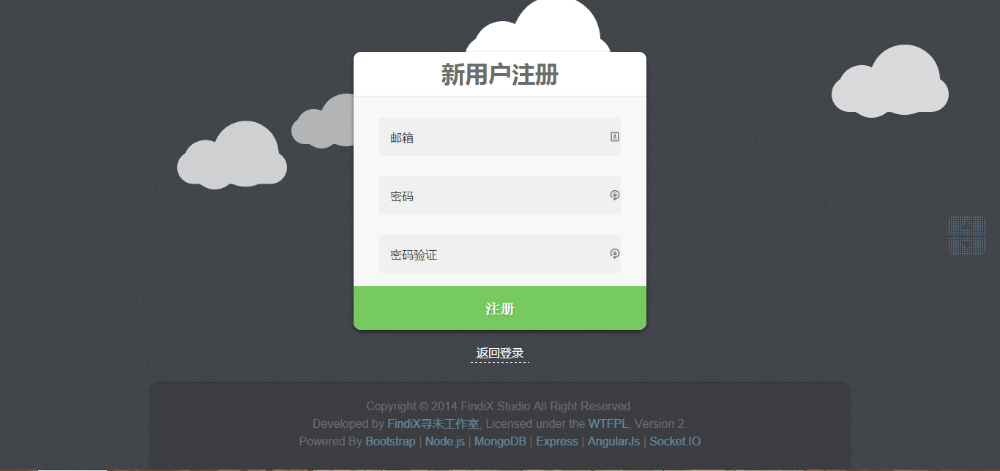 新用户注册
邮箱
密码
密码验证
注册
返回登录
Copyright © 2014 FindiX Studio All Right Reserved.
Developed by FindiX寻未工作室, Licensed under the WTFPL, Version 2.
Powered By Bootstrap | Node.js | MongoDB | Express | AngularJs | Socket.IO